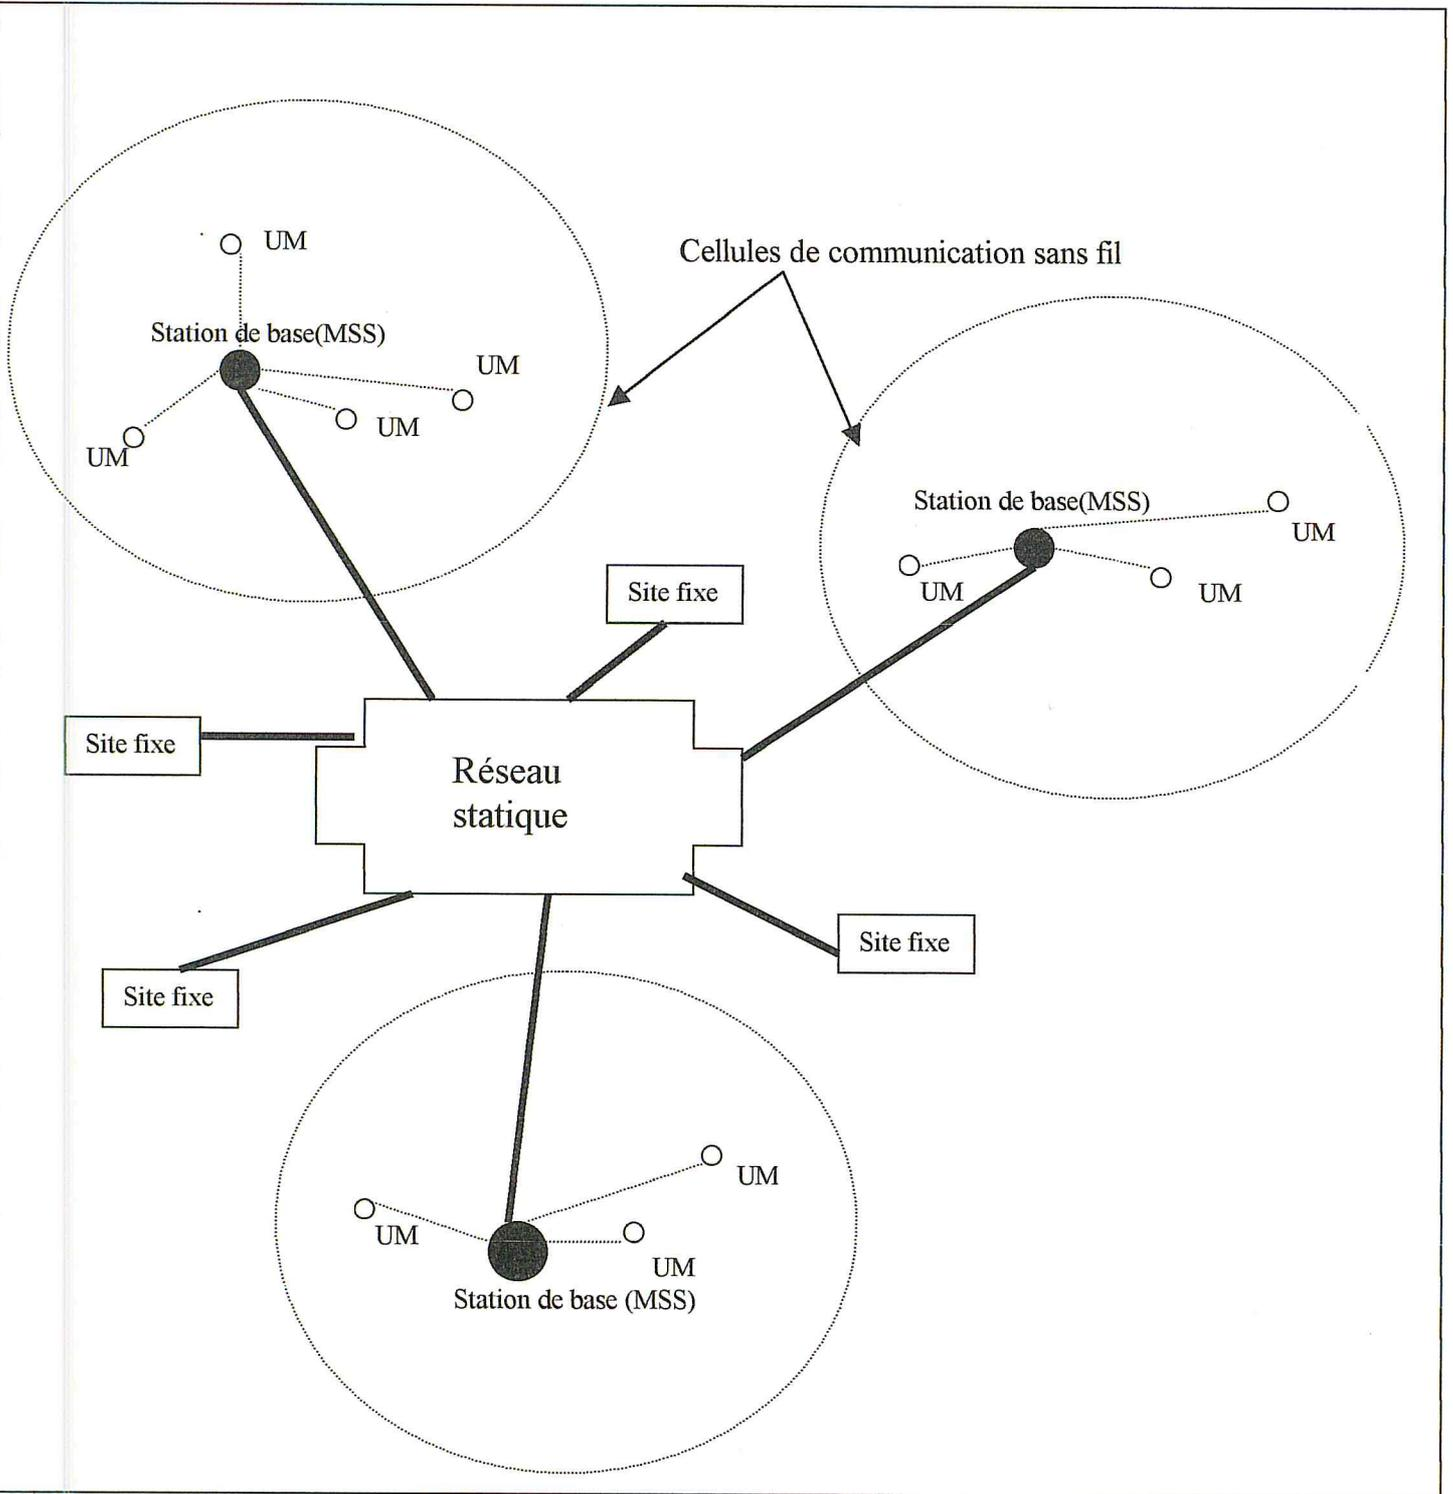 UM
Cellules de communication sans fil
Station de base(MSS)
UM
UM
UM
Station de base(MSS)
UM
UM
UM
Site fixe
Site fixe
Réseau
statique
Site fixe
Site fixe
UM
UM
UM
Station de base (MSS)